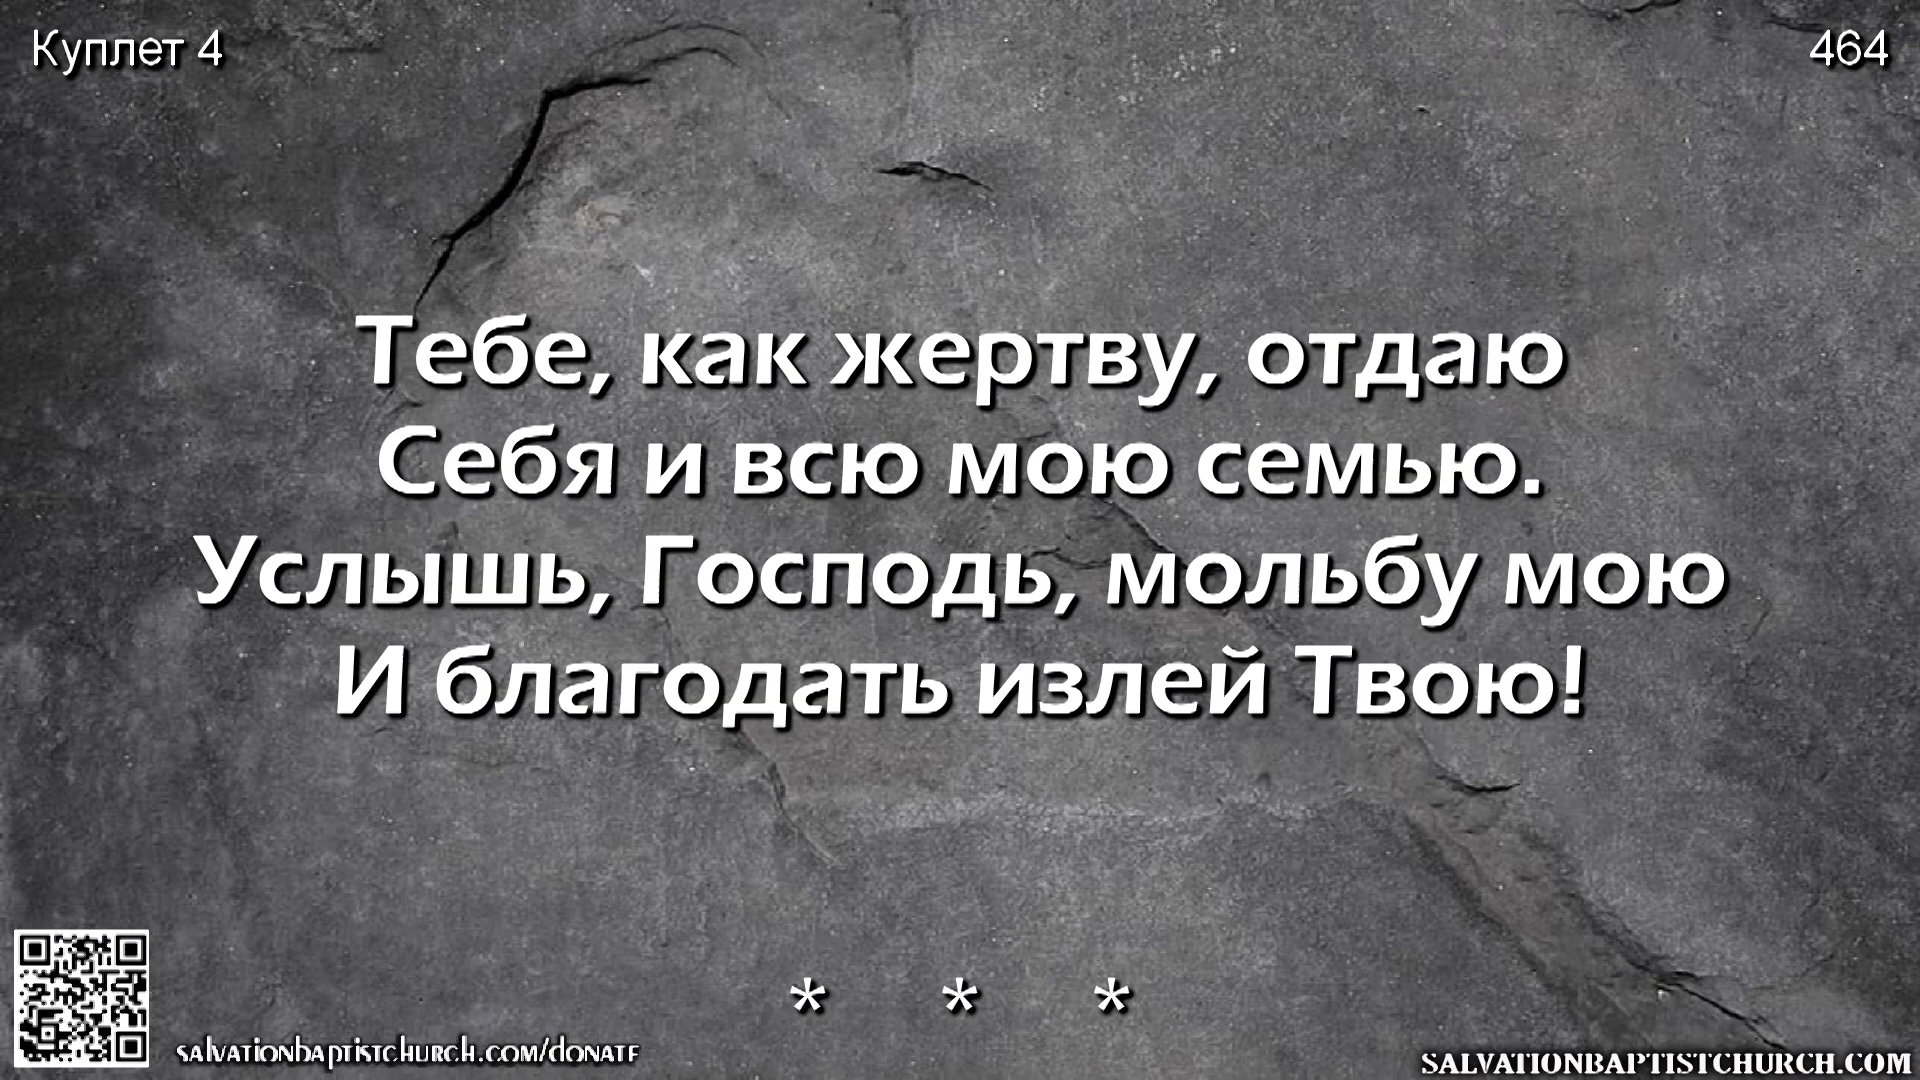 Куплет 4
464
Тебе, как жертву, отдаю
Себя и всю мою семью.
Услышь, Господь, мольбу мою
И благодать излей Твою!
* * *
salvationbaptistchurch.com/donate
SALVATIONBAPTISTCHURCH.COM